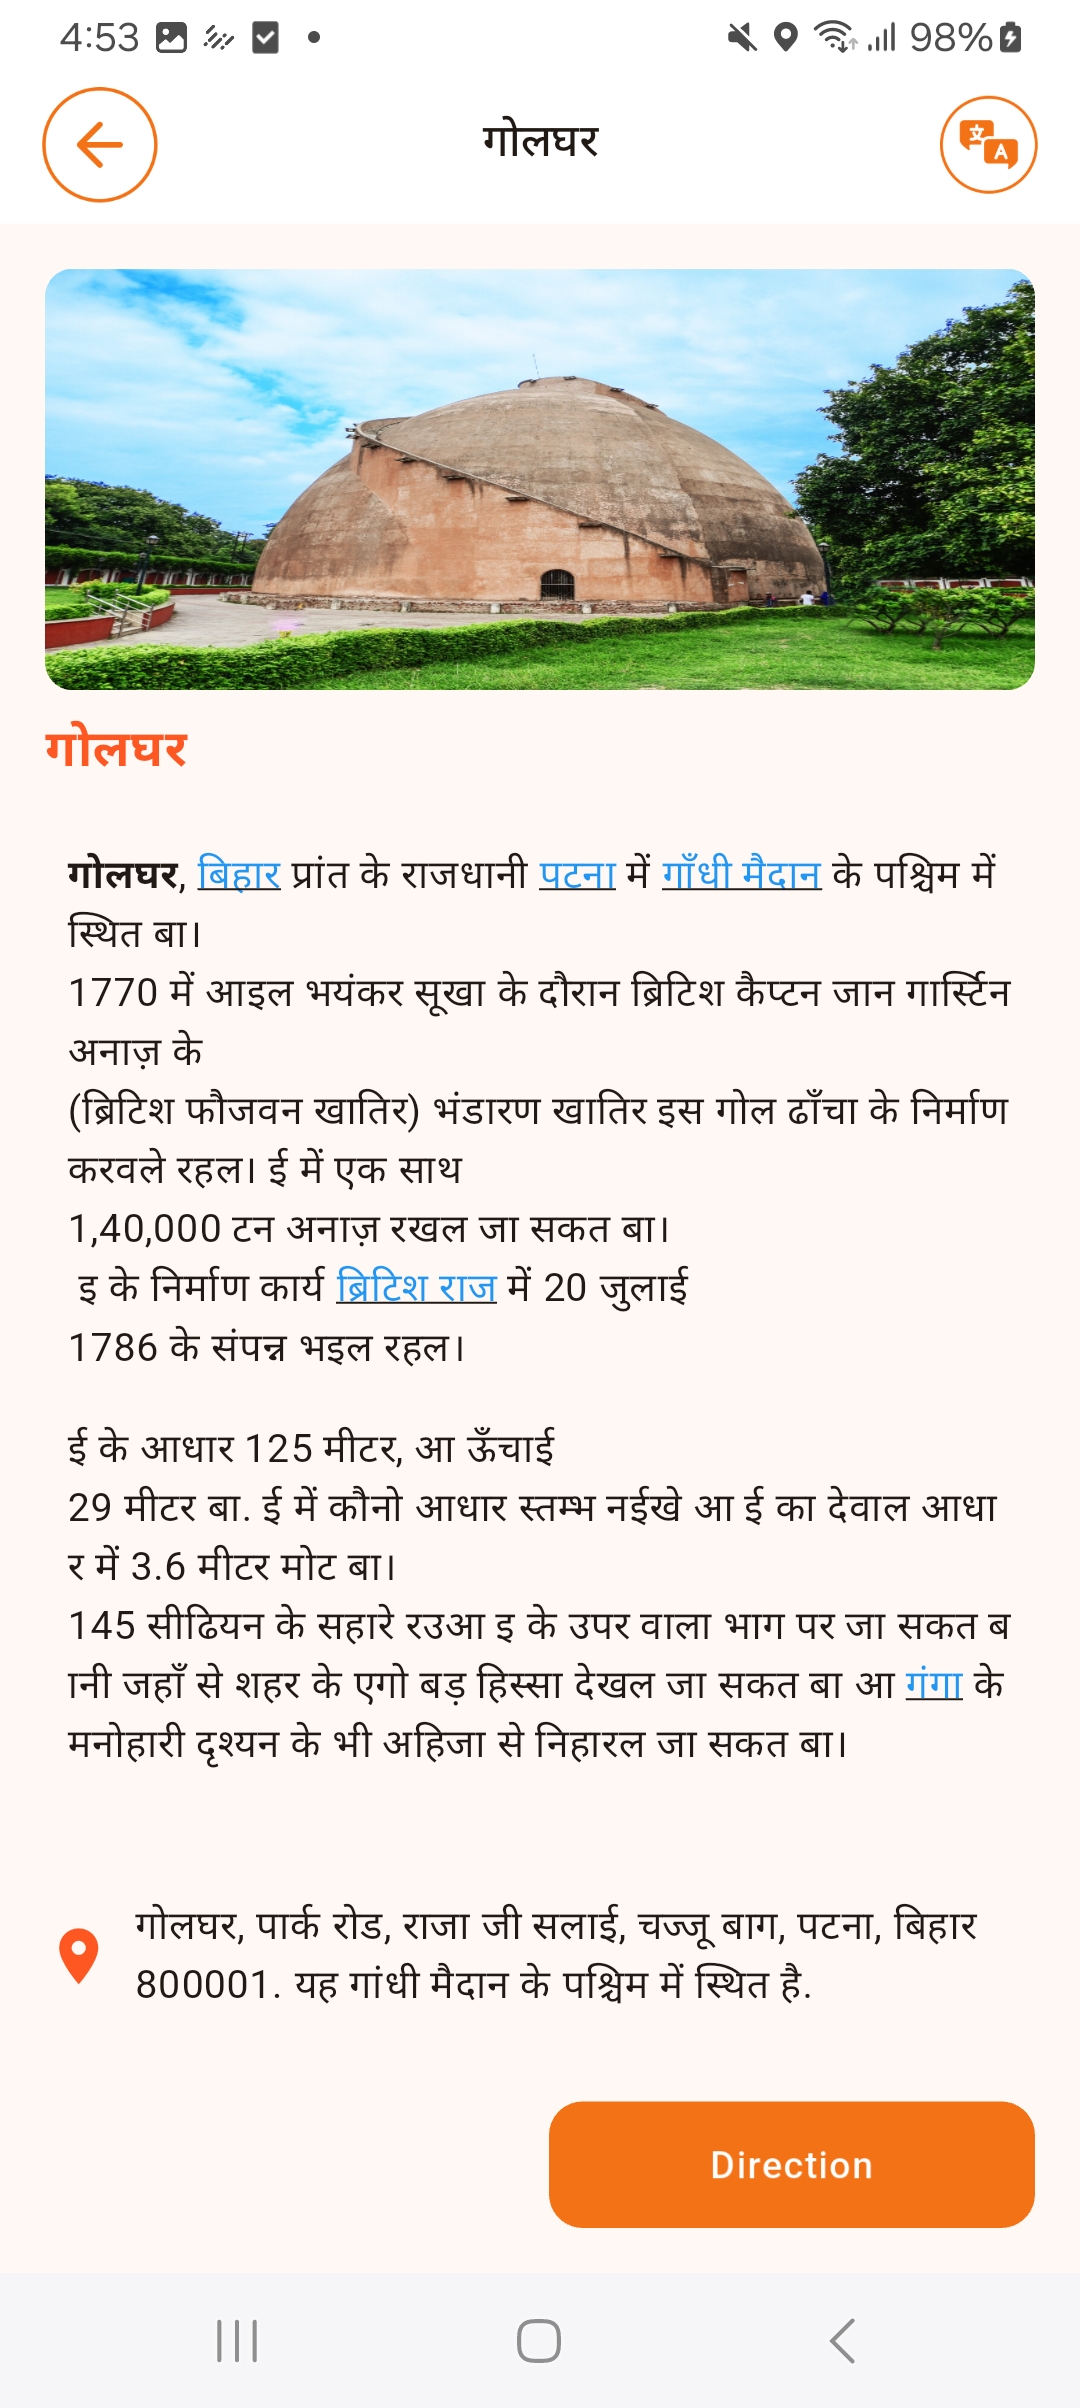 4:53
98%
गोलघर
文
A
गोलघर
गोलघर, बिहार प्रांत के राजधानी पटना में गाँधी मैदान के पश्चिम में
स्थित बा।
1770 में आइल भयंकर सूखा के दौरान ब्रिटिश कैप्टन जान गार्स्टिन
अनाज़ के
(ब्रिटिश फौजवन खातिर) भंडारण खातिर इस गोल ढाँचा के निर्माण
करवले रहल। ई में एक साथ
1,40,000 टन अनाज़ रखल जा सकत बा।
इ के निर्माण कार्य ब्रिटिश राज में 20 जुलाई
1786 के संपन्न भइल रहल।
ई के आधार 125 मीटर, आ ऊँचाई
29 मीटर बा. ई में कौनो आधार स्तम्भ नईखे आ ई का देवाल आधा
र में 3.6 मीटर मोट बा।
145 सीढियन के सहारे रउआ इ के उपर वाला भाग पर जा सकत ब
ानी जहाँ से शहर के एगो बड़ हिस्सा देखल जा सकत बा आ गंगा के
मनोहारी दृश्यन के भी अहिजा से निहारल जा सकत बा।
गोलघर, पार्क रोड, राजा जी सलाई, चज्जू बाग, पटना, बिहार
800001. यह गांधी मैदान के पश्चिम में स्थित है.
Direction